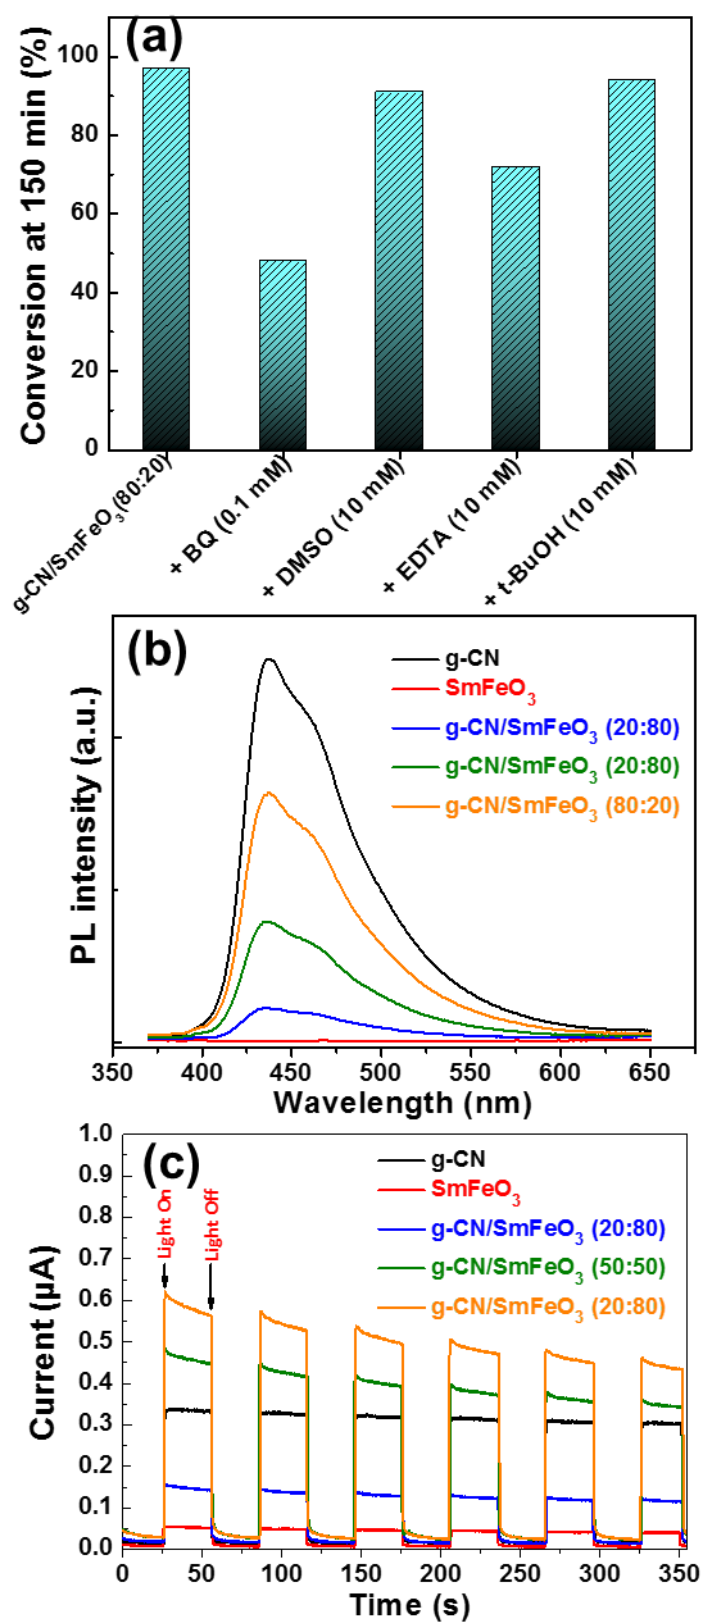 (a)
Conversion at 150 min (%)
100
80
60
40
20
0
g-CN/SmFeO₃(80:20)
+ BQ (0.1 mM)
+ DMSO (10 mM)
+ EDTA (10 mM)
+ t-BuOH (10 mM)
(b)
g-CN
SmFeO₃
g-CN/SmFeO₃ (20:80)
g-CN/SmFeO₃ (20:80)
g-CN/SmFeO₃ (80:20)
PL intensity (a.u.)
350 400 450 500 550 600 650
Wavelength (nm)
(c)
g-CN
SmFeO₃
g-CN/SmFeO₃ (20:80)
g-CN/SmFeO₃ (50:50)
g-CN/SmFeO₃ (20:80)
Light On
Light Off
Current (µA)
1.0
0.9
0.8
0.7
0.6
0.5
0.4
0.3
0.2
0.1
0.0
0 50 100 150 200 250 300 350
Time (s)